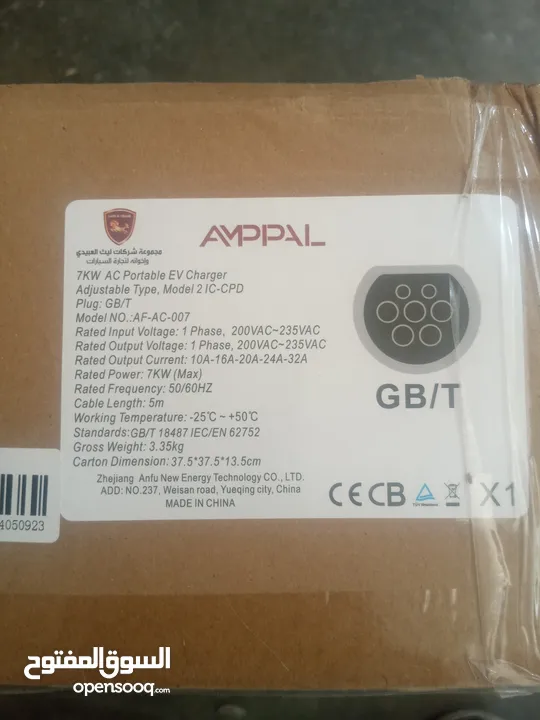 AMPPAL
مجموعة شركات ليث العبيدي
واخوانه لتجارة السيارات
7KW AC Portable EV Charger
Adjustable Type, Model 2 IC-CPD
Plug: GB/T
Model NO.:AF-AC-007
Rated Input Voltage: 1 Phase, 200VAC~235VAC
Rated Output Voltage: 1 Phase, 200VAC~235VAC
Rated Output Current: 10A-16A-20A-24A-32A
Rated Power: 7KW (Max)
Rated Frequency: 50/60HZ
Cable Length: 5m
Working Temperature: -25℃ ~ +50℃
Standards:GB/T 18487 IEC/EN 62752
Gross Weight: 3.35kg
Carton Dimension: 37.5*37.5*13.5cm
Zhejiang Anfu New Energy Technology CO., LTD.
ADD: NO.237, Weisan road, Yueqing city, China
MADE IN CHINA
GB/T
CE CB X1
4050923
السوق المفتوح
opensooq.com